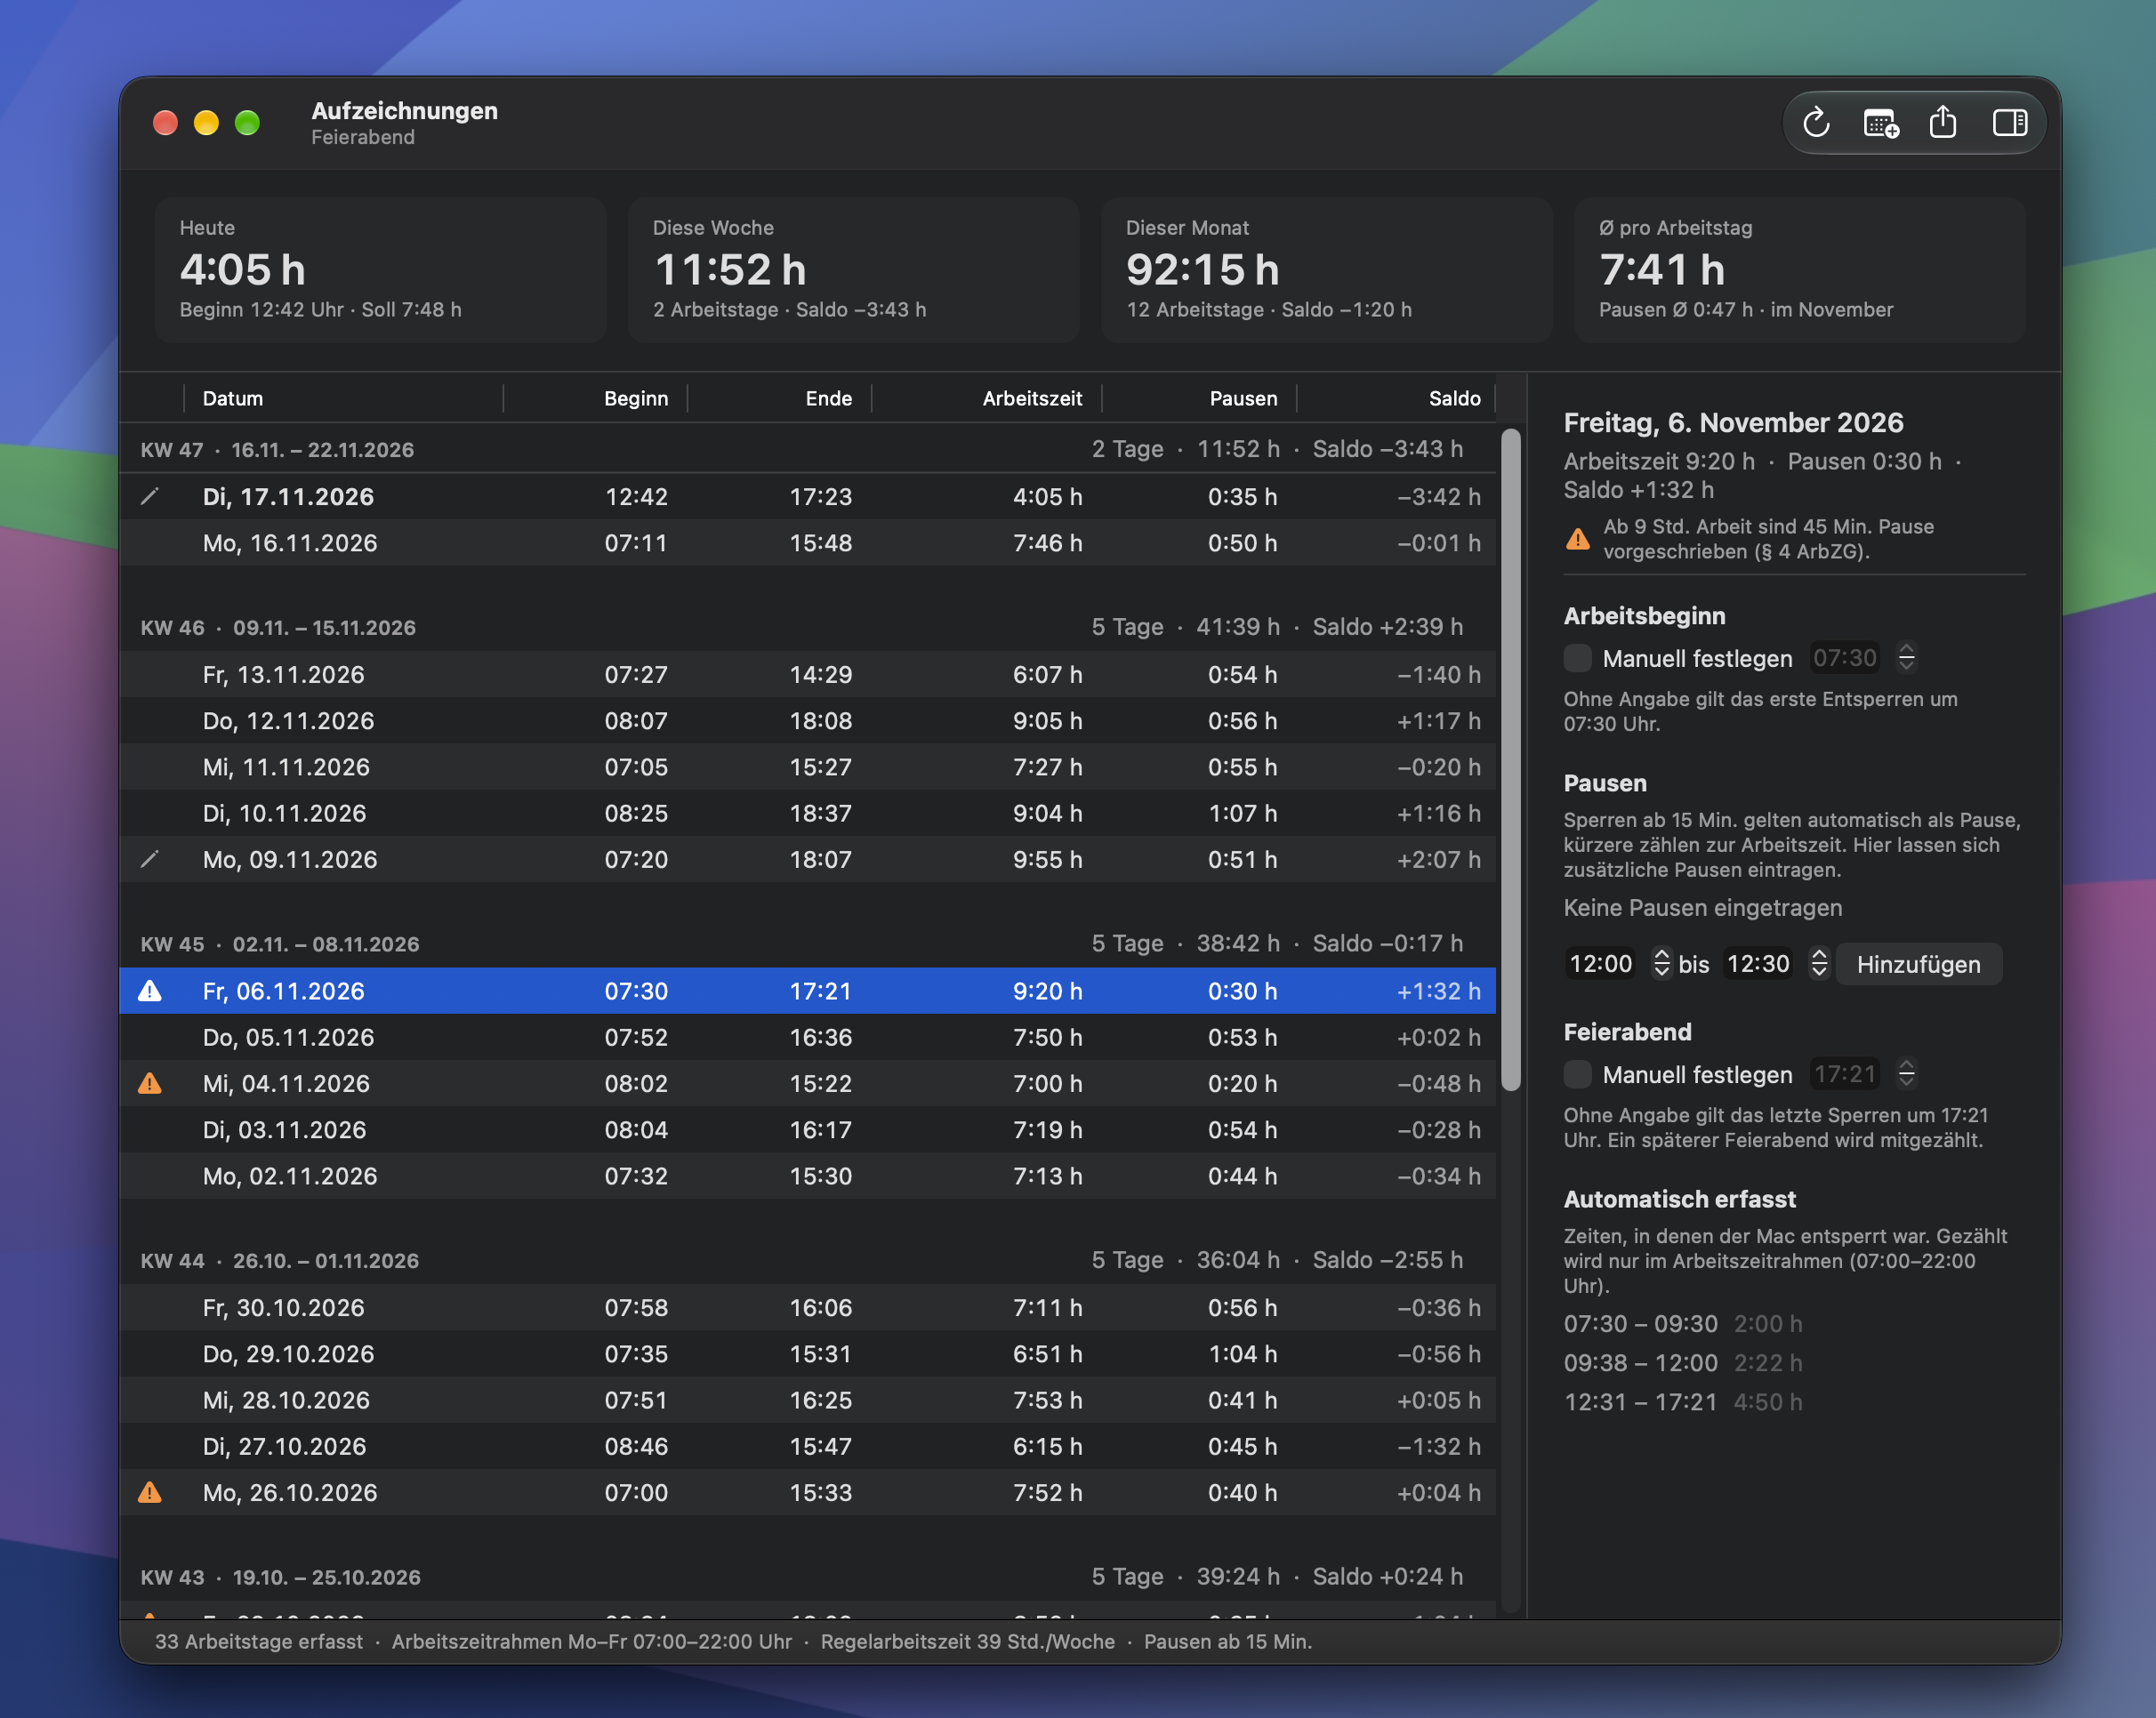 Aufzeichnungen
Feierabend
Heute
4:05 h
Beginn 12:42 Uhr · Soll 7:48 h
Diese Woche
11:52 h
2 Arbeitstage · Saldo −3:43 h
Dieser Monat
92:15 h
12 Arbeitstage · Saldo −1:20 h
Ø pro Arbeitstag
7:41 h
Pausen Ø 0:47 h · im November
Datum Beginn Ende Arbeitszeit Pausen Saldo
KW 47 · 16.11. – 22.11.2026 2 Tage · 11:52 h · Saldo −3:43 h
Di, 17.11.2026 12:42 17:23 4:05 h 0:35 h −3:42 h
Mo, 16.11.2026 07:11 15:48 7:46 h 0:50 h −0:01 h
KW 46 · 09.11. – 15.11.2026 5 Tage · 41:39 h · Saldo +2:39 h
Fr, 13.11.2026 07:27 14:29 6:07 h 0:54 h −1:40 h
Do, 12.11.2026 08:07 18:08 9:05 h 0:56 h +1:17 h
Mi, 11.11.2026 07:05 15:27 7:27 h 0:55 h −0:20 h
Di, 10.11.2026 08:25 18:37 9:04 h 1:07 h +1:16 h
Mo, 09.11.2026 07:20 18:07 9:55 h 0:51 h +2:07 h
KW 45 · 02.11. – 08.11.2026 5 Tage · 38:42 h · Saldo −0:17 h
Fr, 06.11.2026 07:30 17:21 9:20 h 0:30 h +1:32 h
Do, 05.11.2026 07:52 16:36 7:50 h 0:53 h +0:02 h
Mi, 04.11.2026 08:02 15:22 7:00 h 0:20 h −0:48 h
Di, 03.11.2026 08:04 16:17 7:19 h 0:54 h −0:28 h
Mo, 02.11.2026 07:32 15:30 7:13 h 0:44 h −0:34 h
KW 44 · 26.10. – 01.11.2026 5 Tage · 36:04 h · Saldo −2:55 h
Fr, 30.10.2026 07:58 16:06 7:11 h 0:56 h −0:36 h
Do, 29.10.2026 07:35 15:31 6:51 h 1:04 h −0:56 h
Mi, 28.10.2026 07:51 16:25 7:53 h 0:41 h +0:05 h
Di, 27.10.2026 08:46 15:47 6:15 h 0:45 h −1:32 h
Mo, 26.10.2026 07:00 15:33 7:52 h 0:40 h +0:04 h
KW 43 · 19.10. – 25.10.2026 5 Tage · 39:24 h · Saldo +0:24 h
Freitag, 6. November 2026
Arbeitszeit 9:20 h · Pausen 0:30 h ·
Saldo +1:32 h
Ab 9 Std. Arbeit sind 45 Min. Pause
vorgeschrieben (§ 4 ArbZG).
Arbeitsbeginn
Manuell festlegen 07:30
Ohne Angabe gilt das erste Entsperren um
07:30 Uhr.
Pausen
Sperren ab 15 Min. gelten automatisch als Pause,
kürzere zählen zur Arbeitszeit. Hier lassen sich
zusätzliche Pausen eintragen.
Keine Pausen eingetragen
12:00 bis 12:30 Hinzufügen
Feierabend
Manuell festlegen 17:21
Ohne Angabe gilt das letzte Sperren um 17:21
Uhr. Ein späterer Feierabend wird mitgezählt.
Automatisch erfasst
Zeiten, in denen der Mac entsperrt war. Gezählt
wird nur im Arbeitszeitrahmen (07:00–22:00
Uhr).
07:30 – 09:30 2:00 h
09:38 – 12:00 2:22 h
12:31 – 17:21 4:50 h
33 Arbeitstage erfasst · Arbeitszeitrahmen Mo–Fr 07:00–22:00 Uhr · Regelarbeitszeit 39 Std./Woche · Pausen ab 15 Min.